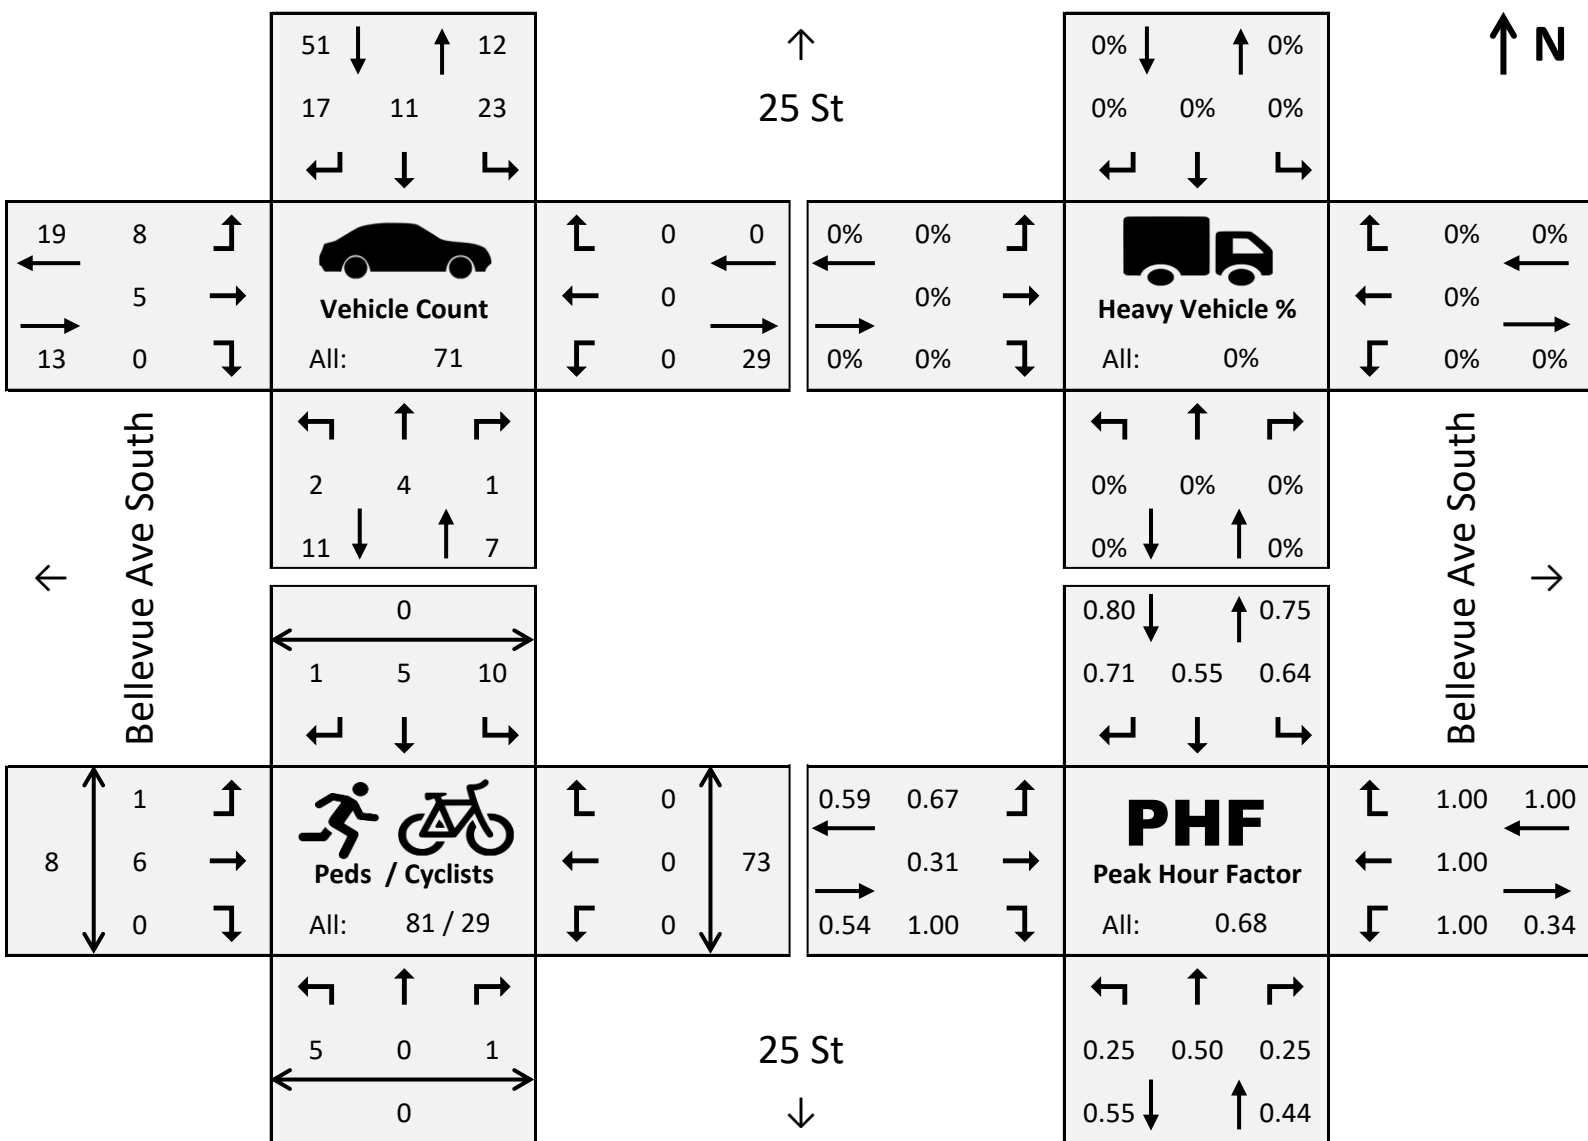 51 12 0% 0% N
25 St
17 11 23 0% 0% 0%
19 8 0 0 0% 0% 0% 0%
5 0 0% 0%
Vehicle Count Heavy Vehicle %
13 0 All: 71 0 29 0% 0% All: 0% 0% 0%
Bellevue Ave South
2 4 1 0% 0% 0%
11 7 0% 0%
Bellevue Ave South
0 0.80 0.75
1 5 10 0.71 0.55 0.64
1 0 0.59 0.67 PHF 1.00 1.00
8 6 0 73 0.31 1.00
Peds / Cyclists Peak Hour Factor
0 All: 81 / 29 0 0.54 1.00 All: 0.68 1.00 0.34
5 0 1 25 St 0.25 0.50 0.25
0 0.55 0.44